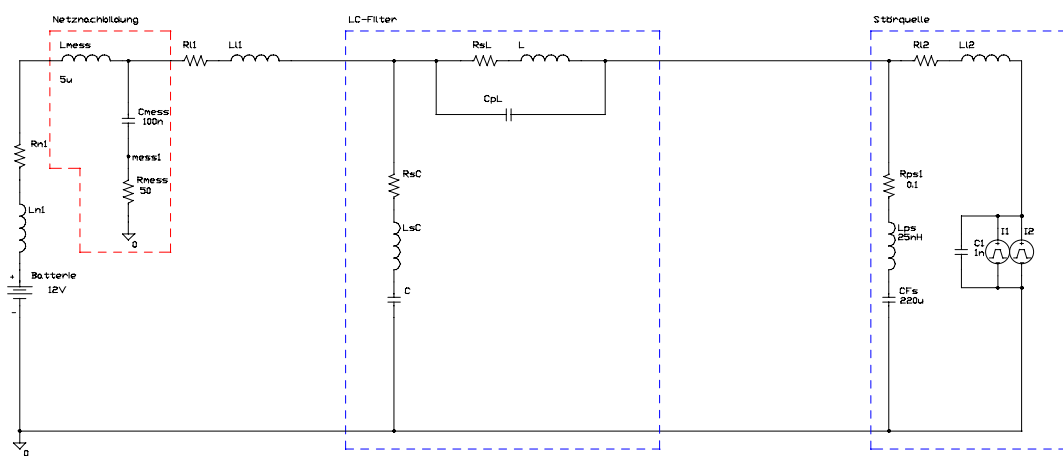 Netznachbildung
LC-Filter
Störquelle
Lmess
5u
Rl1
Ll1
RsL
L
CpL
Rl2
Ll2
Cmess
100n
mess1
Rmess
50
0
Rn1
Ln1
+
Batterie
12V
-
0
RsC
LsC
C
Rps1
0.1
Lps
25nH
CFs
220u
C1
1n
I1
I2